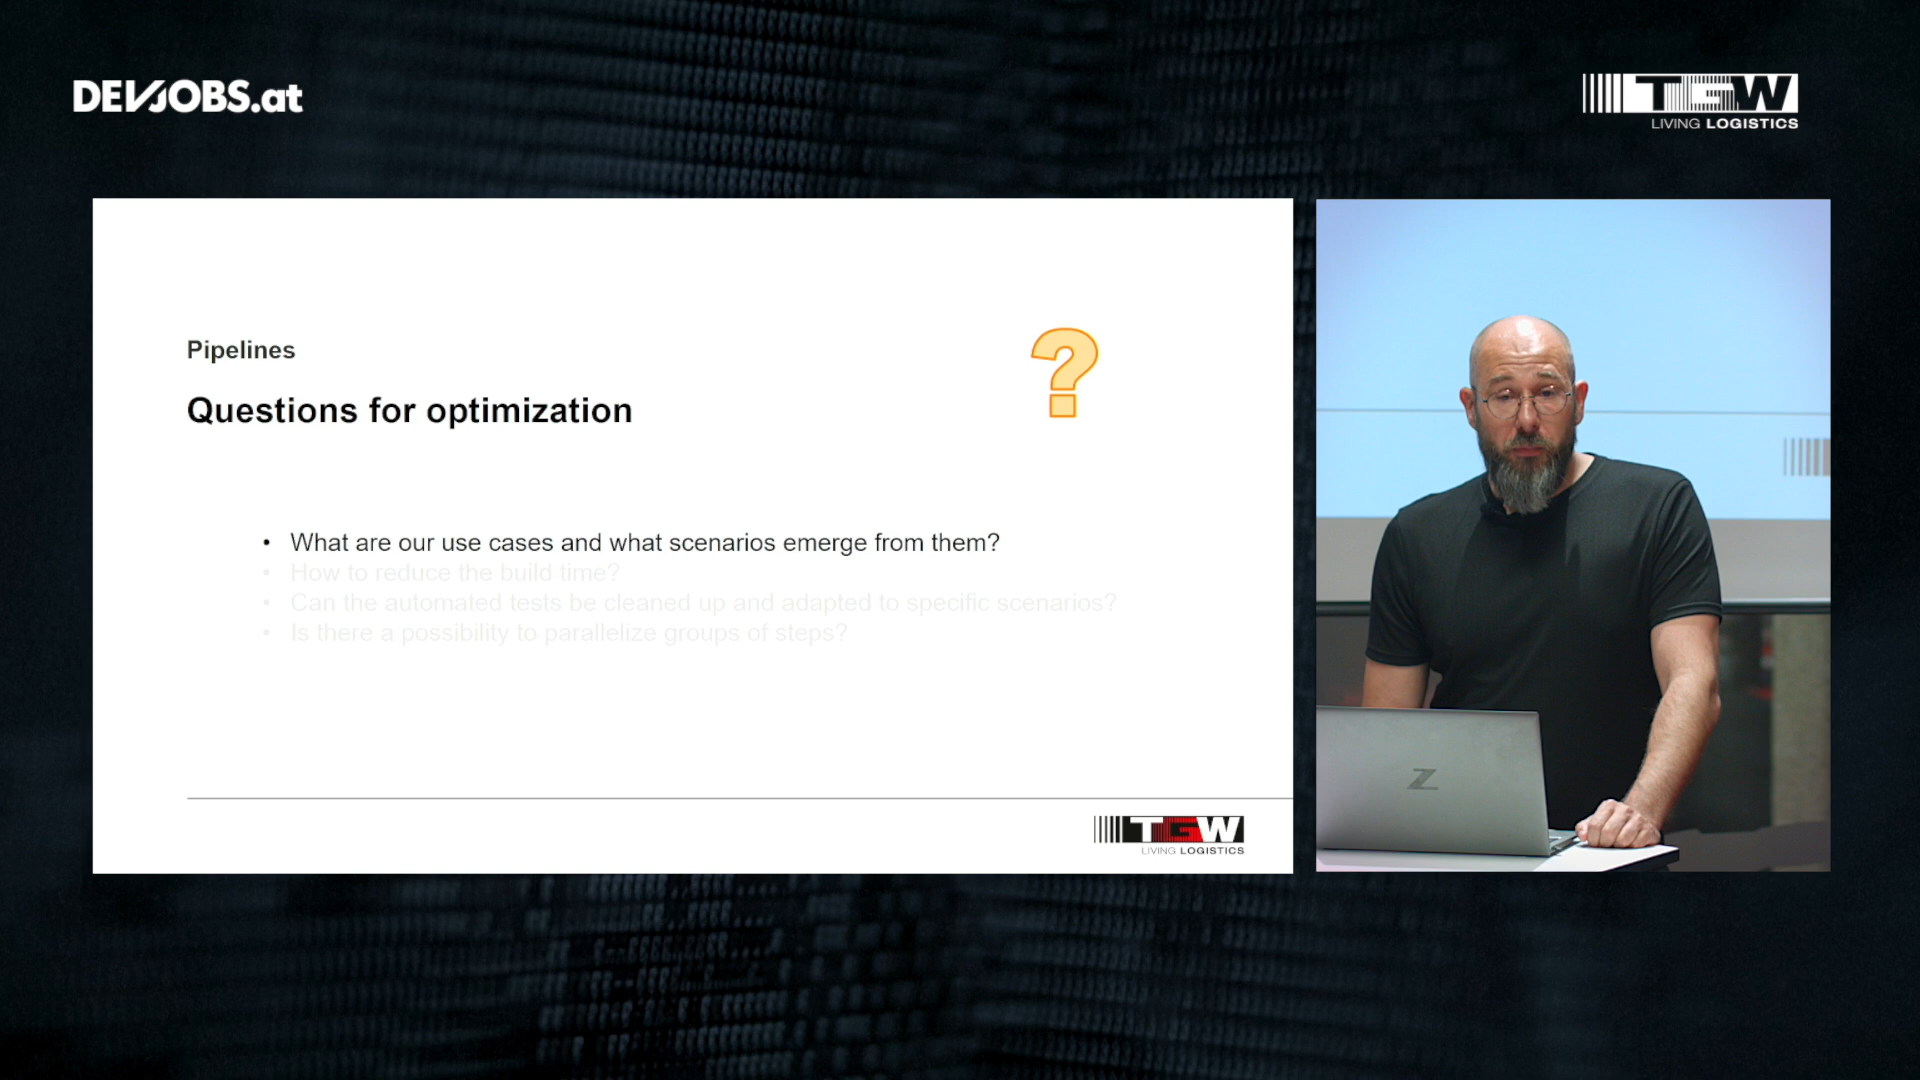 DEVJOBS.at
TGW
LIVING LOGISTICS
Pipelines
Questions for optimization
?
• What are our use cases and what scenarios emerge from them?
• How to reduce the build time?
• Can the automated tests be cleaned up and adapted to specific scenarios?
• Is there a possibility to parallelize groups of steps?
TGW
LIVING LOGISTICS
Z